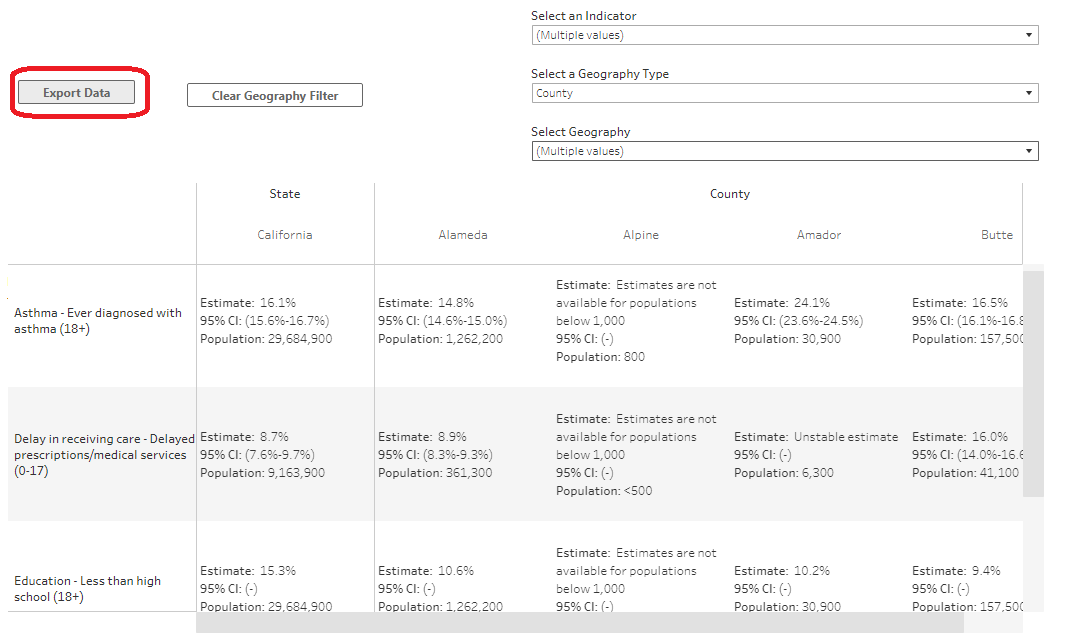 Select an Indicator
(Multiple values)
Select a Geography Type
County
Export Data
Clear Geography Filter
Select Geography
(Multiple values)
State
County
California
Alameda
Alpine
Amador
Butte
Asthma - Ever diagnosed with
asthma (18+)
Estimate: 16.1%
95% CI: (15.6%-16.7%)
Population: 29,684,900
Estimate: 14.8%
95% CI: (14.6%-15.0%)
Population: 1,262,200
Estimate: Estimates are not
available for populations
below 1,000
95% CI: (-)
Population: 800
Estimate: 24.1%
95% CI: (23.6%-24.5%)
Population: 30,900
Estimate: 16.5%
95% CI: (16.1%-16.8
Population: 157,500
Delay in receiving care - Delayed
prescriptions/medical services
(0-17)
Estimate: 8.7%
95% CI: (7.6%-9.7%)
Population: 9,163,900
Estimate: 8.9%
95% CI: (8.3%-9.3%)
Population: 361,300
Estimate: Estimates are not
available for populations
below 1,000
95% CI: (-)
Population: <500
Estimate: Unstable estimate
95% CI: (-)
Population: 6,300
Estimate: 16.0%
95% CI: (14.0%-16.6
Population: 41,100
Education - Less than high
school (18+)
Estimate: 15.3%
95% CI: (-)
Population: 29,684,900
Estimate: 10.6%
95% CI: (-)
Population: 1,262,200
Estimate: Estimates are not
available for populations
below 1,000
95% CI: (-)
Estimate: 10.2%
95% CI: (-)
Population: 30,900
Estimate: 9.4%
95% CI: (-)
Population: 157,500